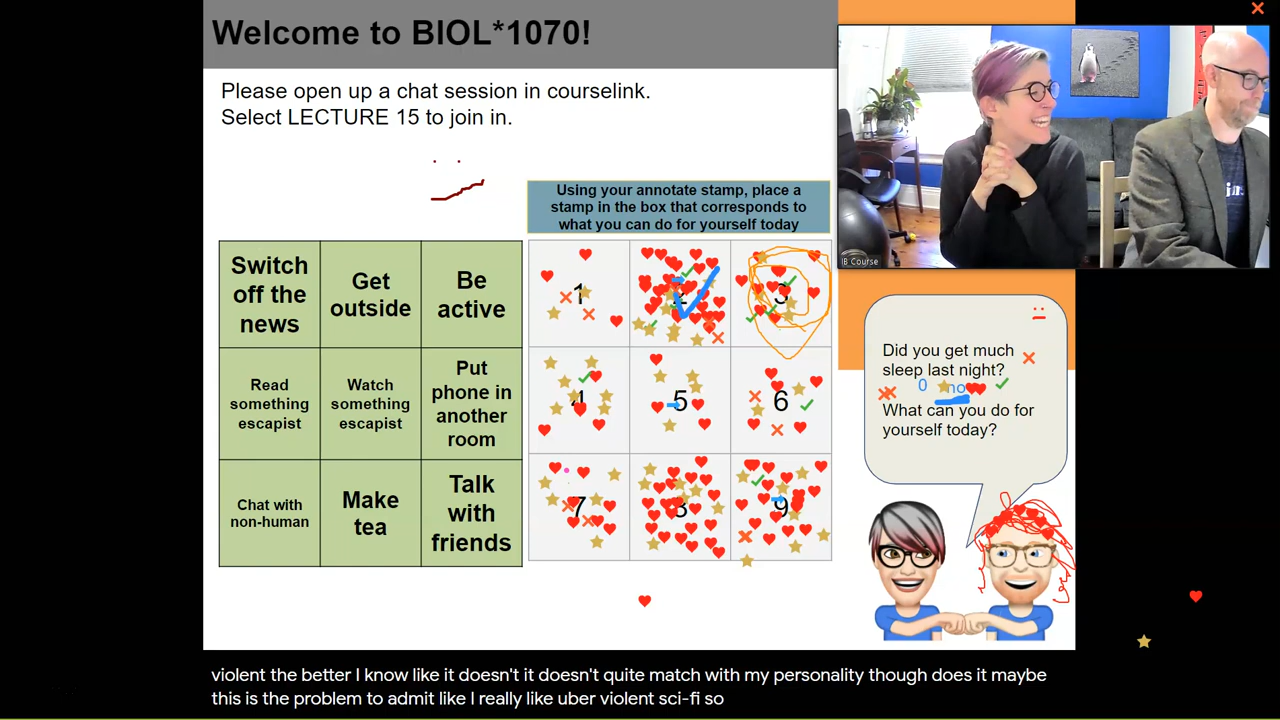 Welcome to BIOL*1070!
Please open up a chat session in courselink.
Select LECTURE 15 to join in.
Using your annotate stamp, place a
stamp in the box that corresponds to
what you can do for yourself today
Switch
off the
news
Get
outside
Be
active
Read
something
escapist
Watch
something
escapist
Put
phone in
another
room
Chat with
non-human
Make
tea
Talk
with
friends
1
2
3
4
5
6
7
8
9
IB Course
Did you get much
sleep last night?
0 no
What can you do for
yourself today?
violent the better I know like it doesn't it doesn't quite match with my personality though does it maybe
this is the problem to admit like I really like uber violent sci-fi so